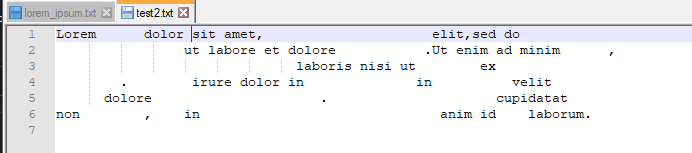 lorem_ipsum.txt test2.txt
1 Lorem dolor sit amet, elit,sed do
2 ut labore et dolore .Ut enim ad minim ,
3 laboris nisi ut ex
4 . irure dolor in in velit
5 dolore . cupidatat
6 non , in anim id laborum.
7